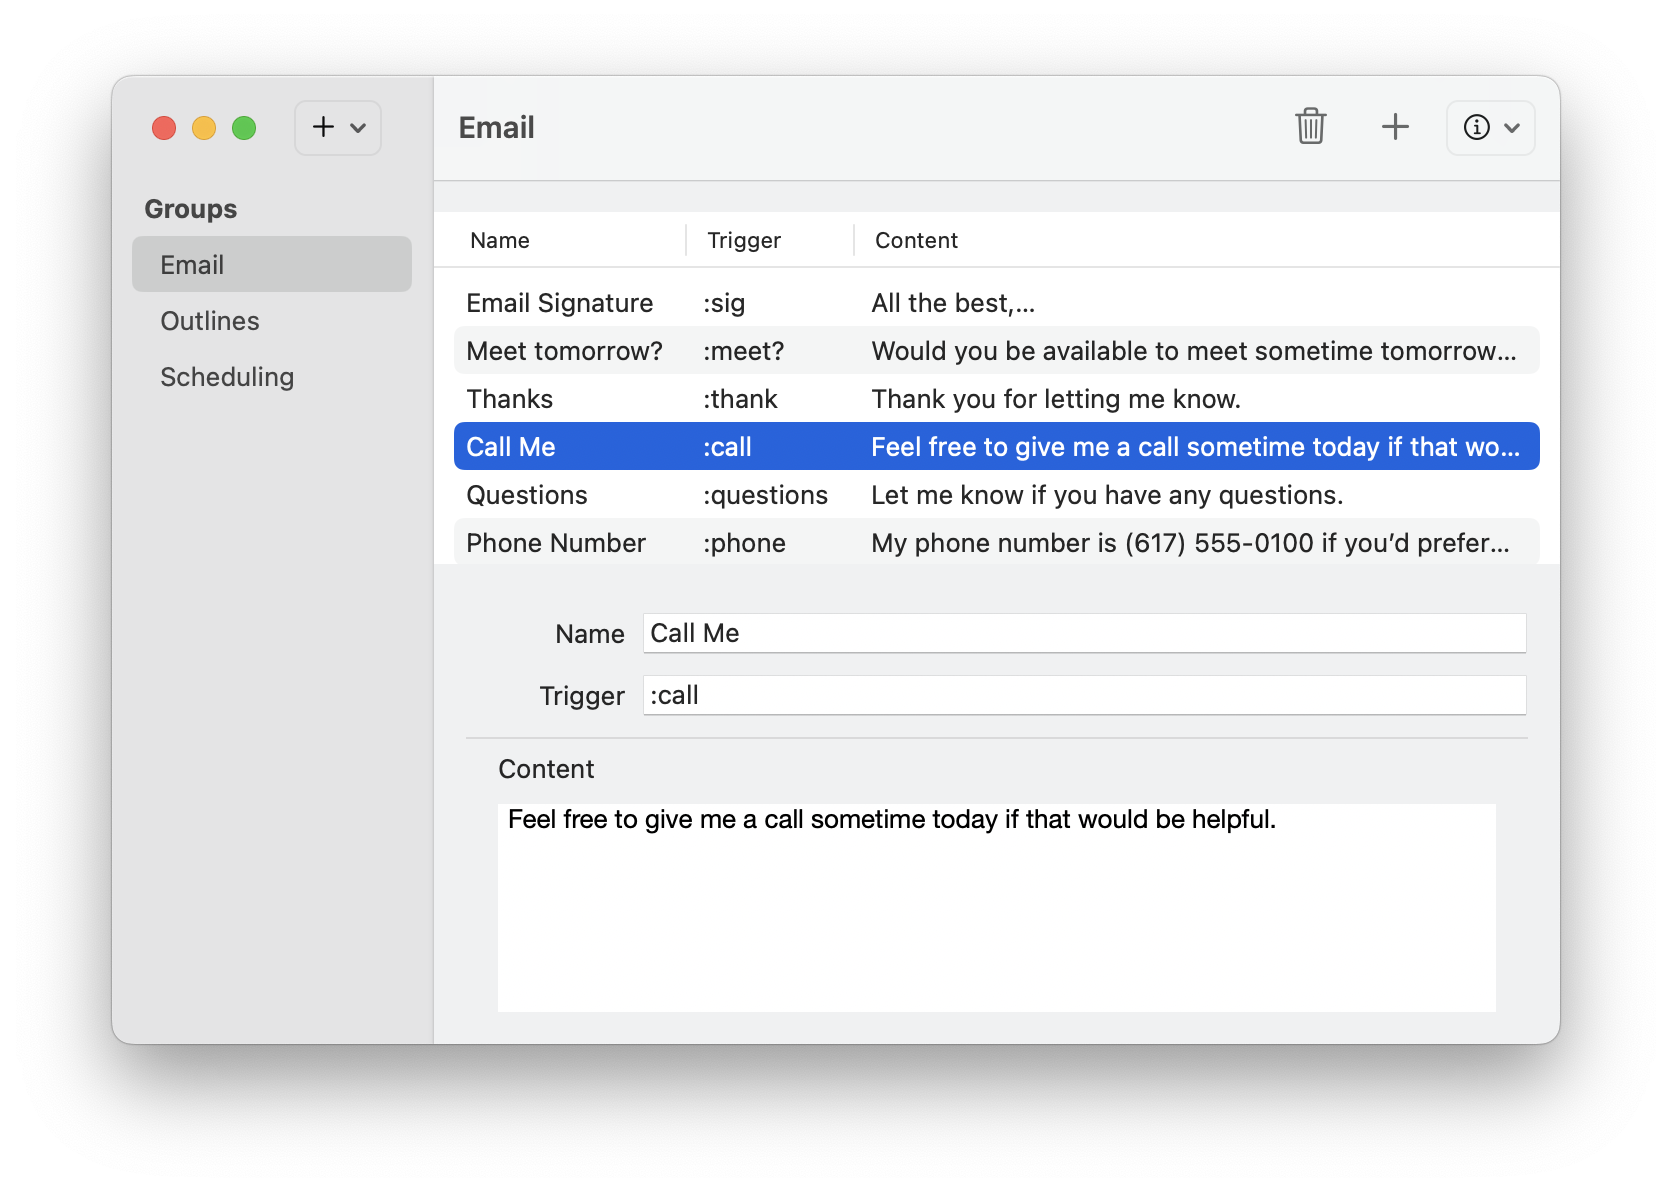 Email
Groups
Email
Outlines
Scheduling
Name Trigger Content
Email Signature :sig All the best,...
Meet tomorrow? :meet? Would you be available to meet sometime tomorrow...
Thanks :thank Thank you for letting me know.
Call Me :call Feel free to give me a call sometime today if that wo...
Questions :questions Let me know if you have any questions.
Phone Number :phone My phone number is (617) 555-0100 if you’d prefer...
Name Call Me
Trigger :call
Content
Feel free to give me a call sometime today if that would be helpful.